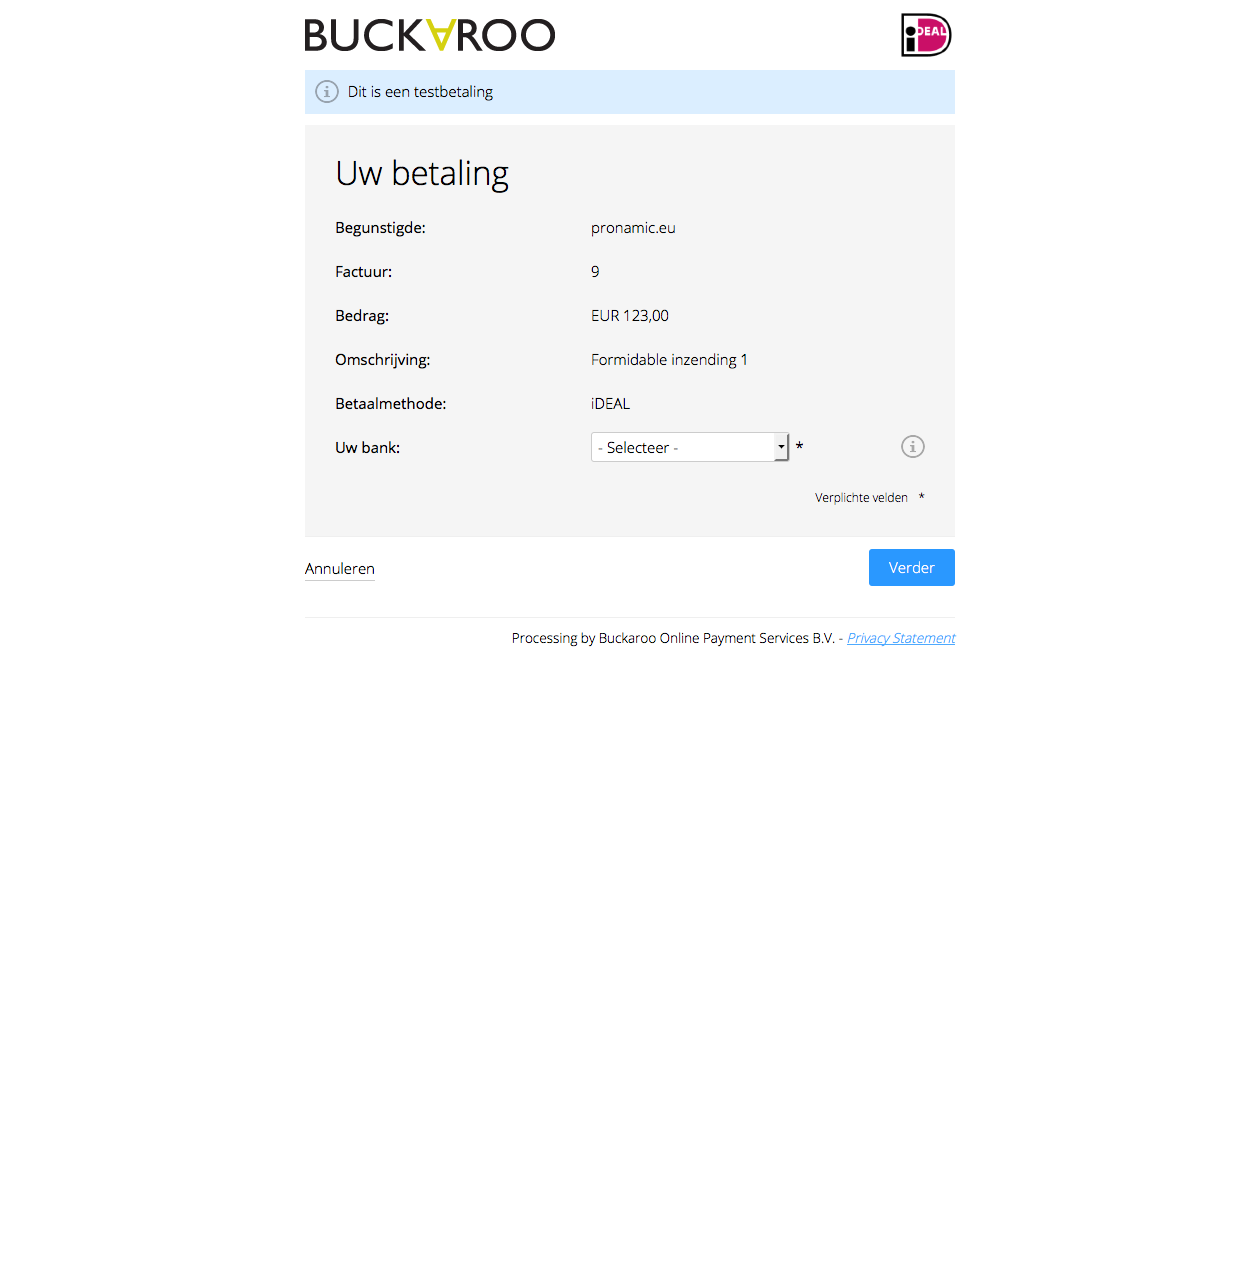 BUCKAROO
iDEAL
Dit is een testbetaling
Uw betaling
Begunstigde: pronamic.eu
Factuur: 9
Bedrag: EUR 123,00
Omschrijving: Formidable inzending 1
Betaalmethode: iDEAL
Uw bank: - Selecteer - *
Verplichte velden *
Annuleren Verder
Processing by Buckaroo Online Payment Services B.V. - Privacy Statement